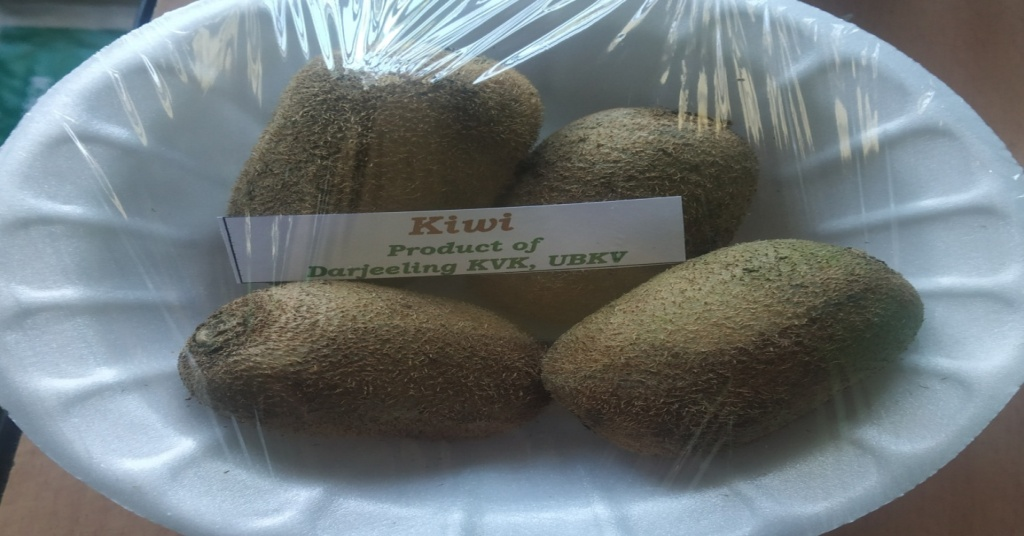 Kiwi
Product of
Darjeeling KVK, UBKV